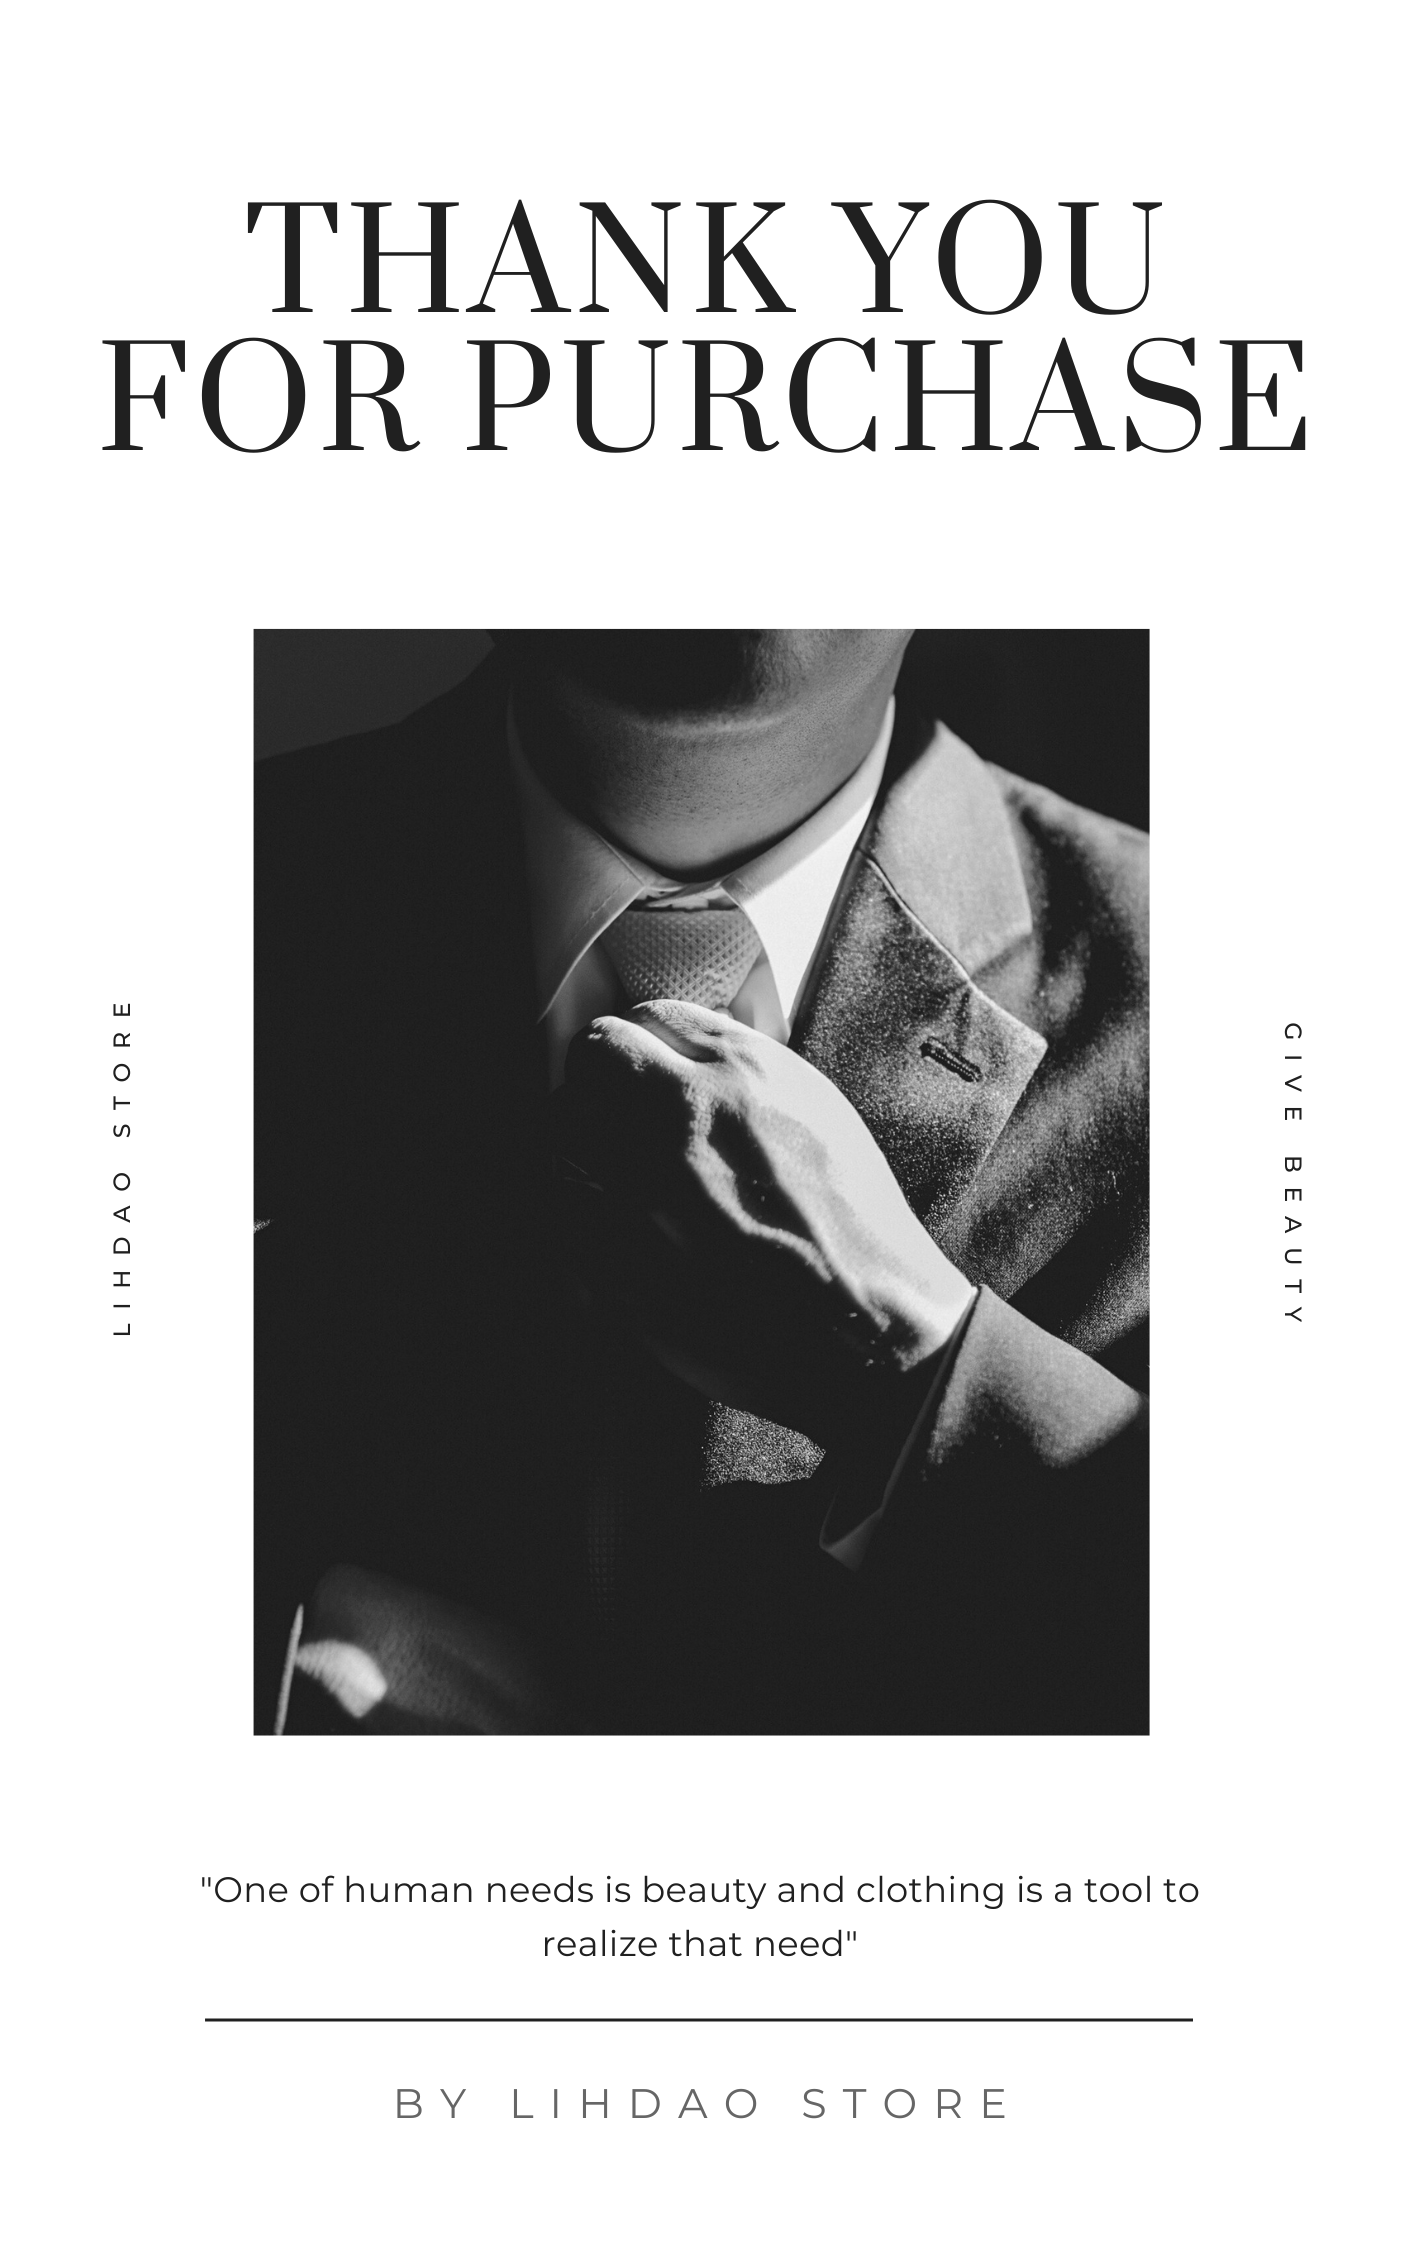 THANK YOU
FOR PURCHASE
LIHDAO STORE
GIVE BEAUTY
"One of human needs is beauty and clothing is a tool to
realize that need"
BY LIHDAO STORE